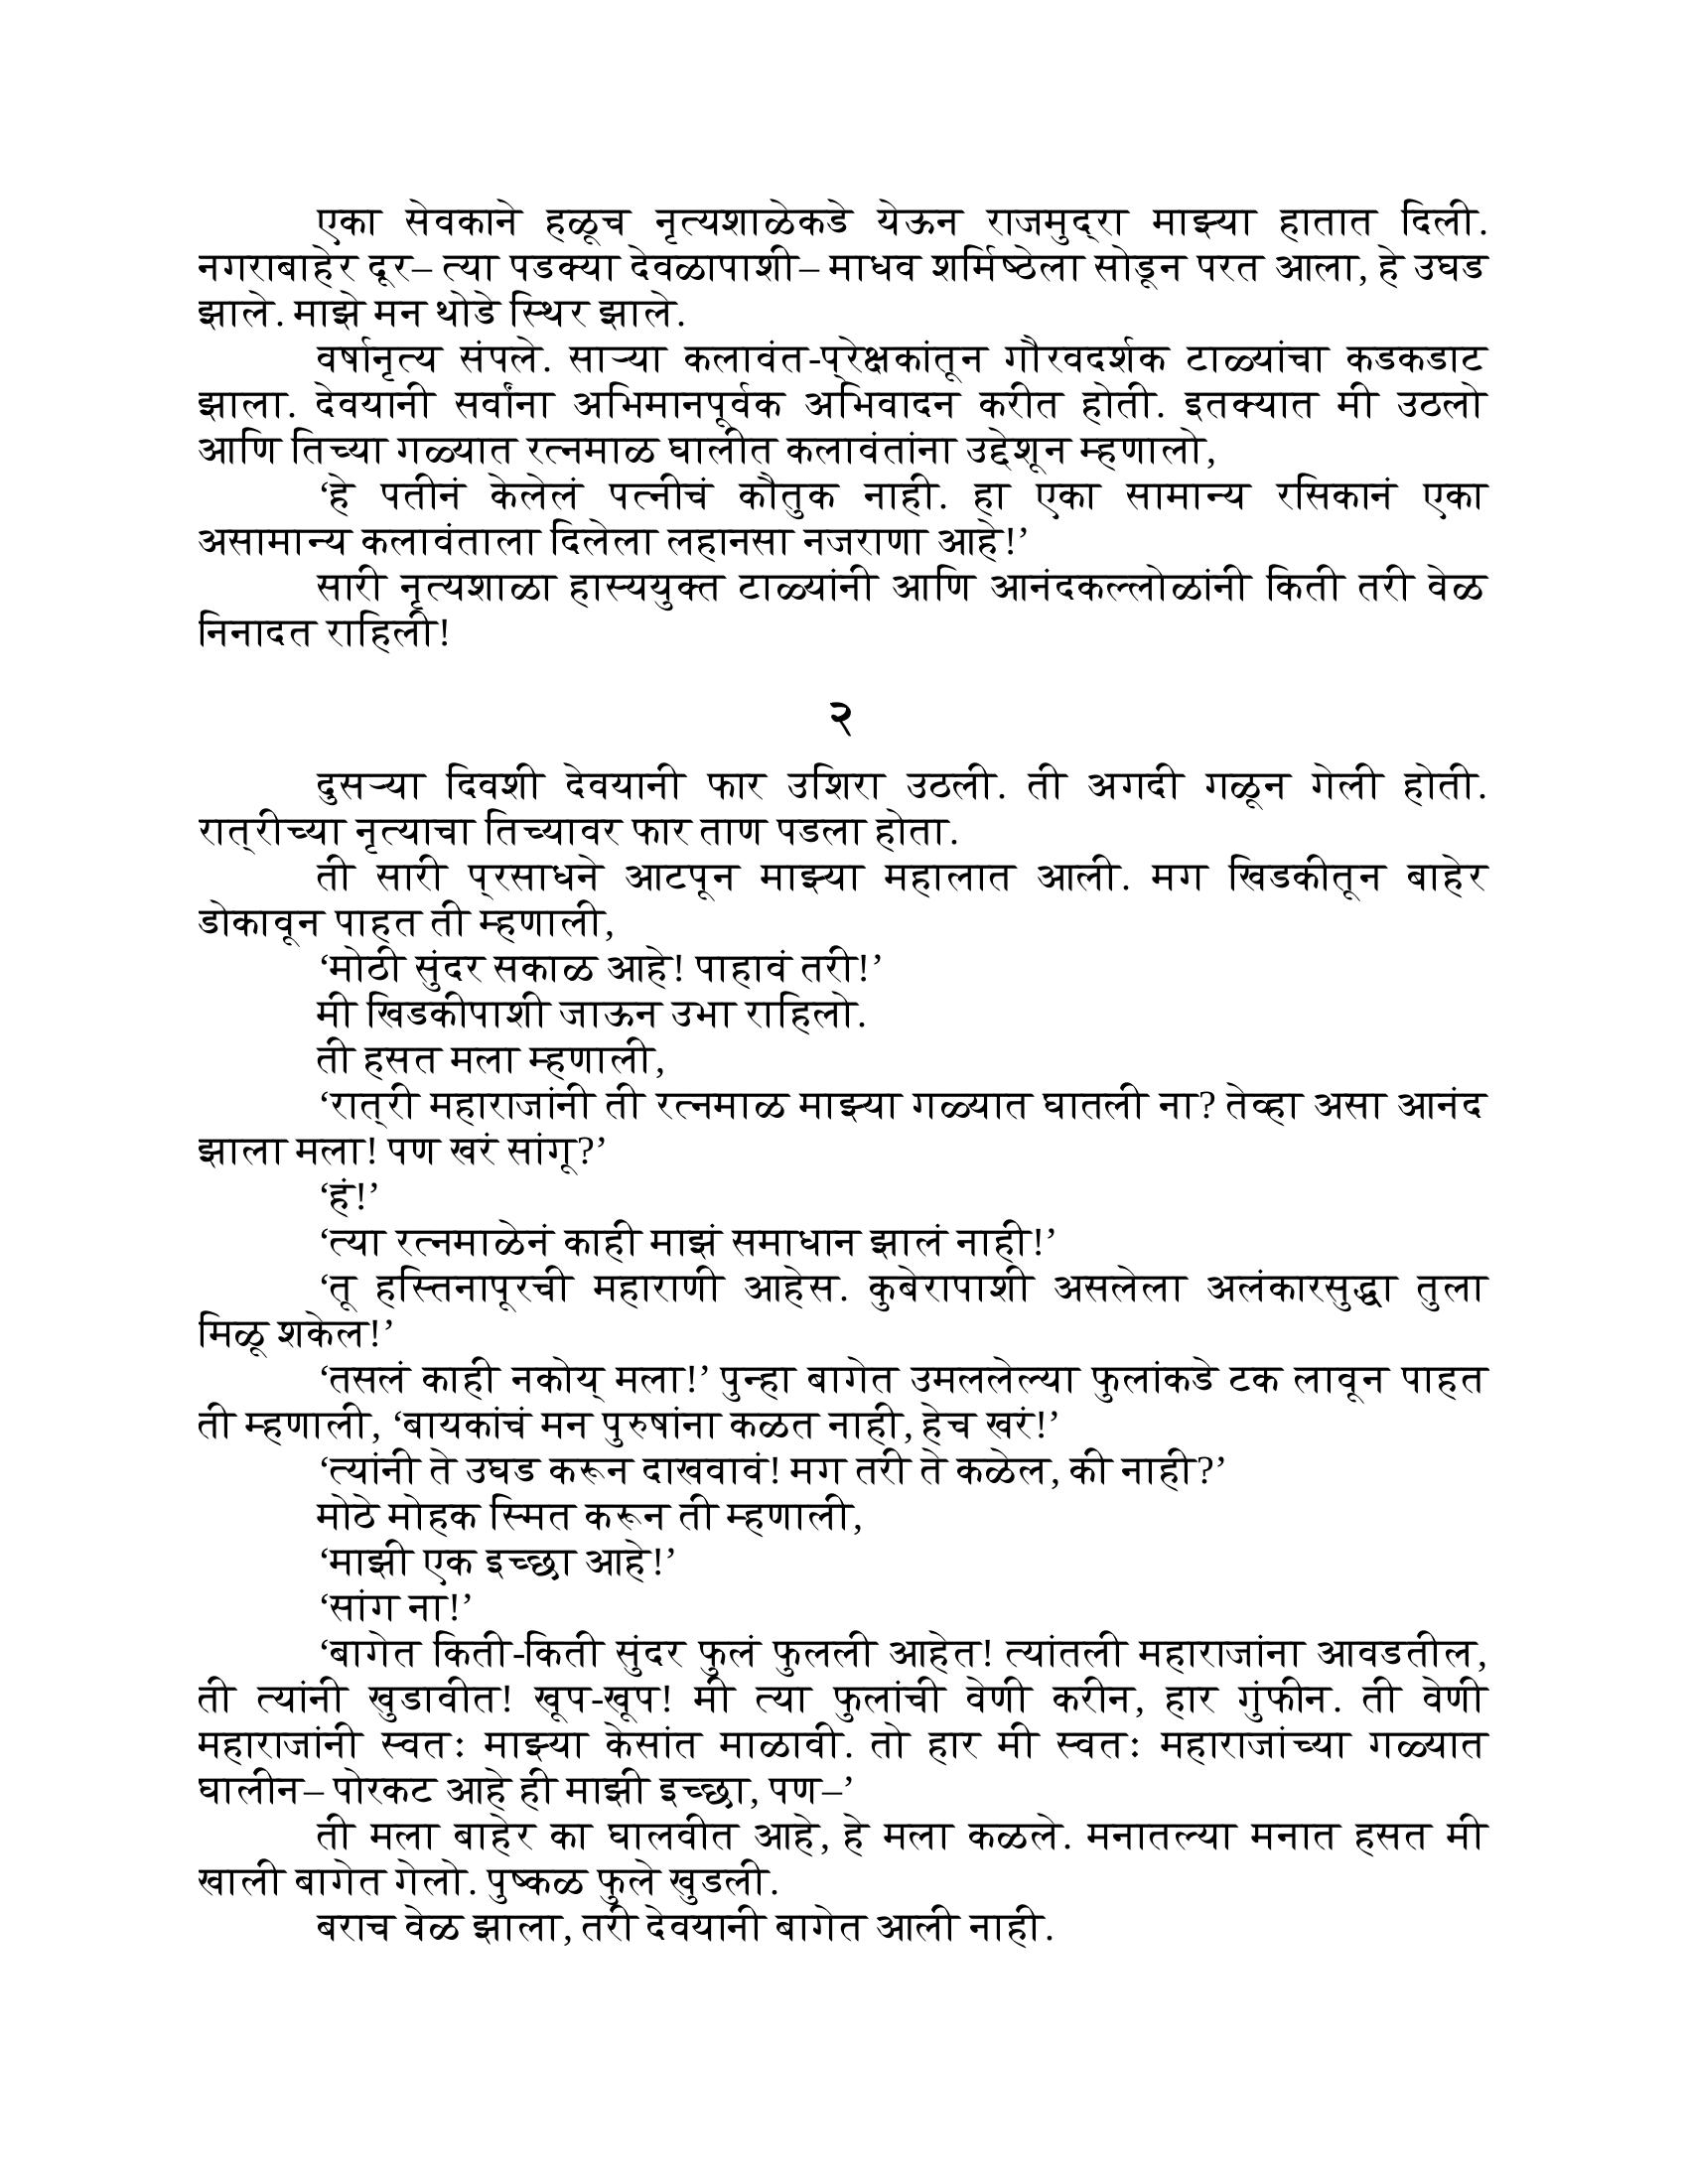 एका सेवकाने हळूच नृत्यशाळेकडे येऊन राजमुद्‌रा माझ्या हातात दिली.
नगराबाहेर दूर– त्या पडक्या देवळापाशी– माधव शर्मिष्ठेला सोडून परत आला, हे उघड
झाले. माझे मन थोडे स्थिर झाले.
वर्षानृत्य संपले. साऱ्या कलावंत-प्‌रेक्षकांतून गौरवदर्शक टाळ्यांचा कडकडाट
झाला. देवयानी सर्वांना अभिमानपूर्वक अभिवादन करीत होती. इतक्यात मी उठलो
आणि तिच्या गळ्यात रत्नमाळ घालीत कलावंतांना उद्देशून म्हणालो,
‘हे पतीनं केलेलं पत्नीचं कौतुक नाही. हा एका सामान्य रसिकानं एका
असामान्य कलावंताला दिलेला लहानसा नजराणा आहे!’
सारी नृत्यशाळा हास्ययुक्त टाळ्यांनी आणि आनंदकल्लोळांनी किती तरी वेळ
निनादत राहिली!
२
दुसऱ्या दिवशी देवयानी फार उशिरा उठली. ती अगदी गळून गेली होती.
रात्‌रीच्या नृत्याचा तिच्यावर फार ताण पडला होता.
ती सारी प्‌रसाधने आटपून माझ्या महालात आली. मग खिडकीतून बाहेर
डोकावून पाहत ती म्हणाली,
‘मोठी सुंदर सकाळ आहे! पाहावं तरी!’
मी खिडकीपाशी जाऊन उभा राहिलो.
ती हसत मला म्हणाली,
‘रात्‌री महाराजांनी ती रत्नमाळ माझ्या गळ्यात घातली ना? तेव्हा असा आनंद
झाला मला! पण खरं सांगू?’
‘हं!’
‘त्या रत्नमाळेनं काही माझं समाधान झालं नाही!’
‘तू हस्तिनापूरची महाराणी आहेस. कुबेरापाशी असलेला अलंकारसुद्धा तुला
मिळू शकेल!’
‘तसलं काही नकोय् मला!’ पुन्हा बागेत उमललेल्या फुलांकडे टक लावून पाहत
ती म्हणाली, ‘बायकांचं मन पुरुषांना कळत नाही, हेच खरं!’
‘त्यांनी ते उघड करून दाखवावं! मग तरी ते कळेल, की नाही?’
मोठे मोहक स्मित करून ती म्हणाली,
‘माझी एक इच्छा आहे!’
‘सांग ना!’
‘बागेत किती-किती सुंदर फुलं फुलली आहेत! त्यांतली महाराजांना आवडतील,
ती त्यांनी खुडावीत! खूप-खूप! मी त्या फुलांची वेणी करीन, हार गुंफीन. ती वेणी
महाराजांनी स्वतः माझ्या केसांत माळावी. तो हार मी स्वतः महाराजांच्या गळ्यात
घालीन– पोरकट आहे ही माझी इच्छा, पण–’
ती मला बाहेर का घालवीत आहे, हे मला कळले. मनातल्या मनात हसत मी
खाली बागेत गेलो. पुष्कळ फुले खुडली.
बराच वेळ झाला, तरी देवयानी बागेत आली नाही.